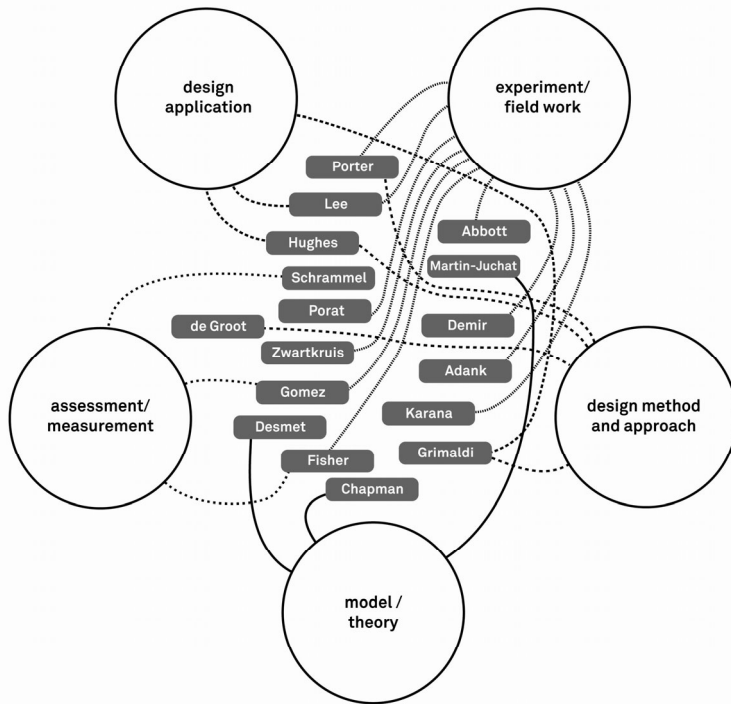 design
application
experiment/
field work
Porter
Lee
Abbott
Hughes
Martin-Juchat
Schrammel
Porat
de Groot
Demir
Zwartkruis
Adank
Gomez
assessment/
measurement
Karana
design method
and approach
Desmet
Grimaldi
Fisher
Chapman
model /
theory